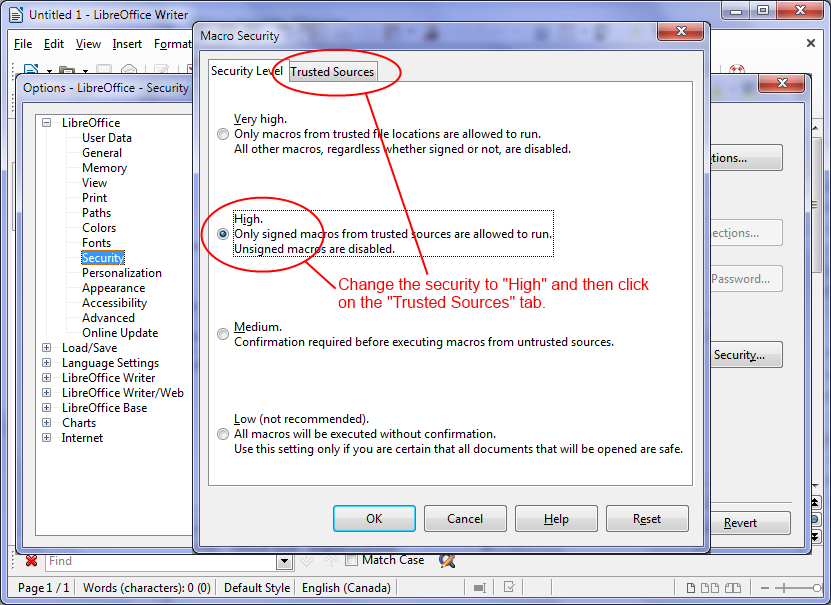 Untitled 1 - LibreOffice Writer
File Edit View Insert Format
Options - LibreOffice - Security
LibreOffice
User Data
General
Memory
View
Print
Paths
Colors
Fonts
Security
Personalization
Appearance
Accessibility
Advanced
Online Update
Load/Save
Language Settings
LibreOffice Writer
LibreOffice Writer/Web
LibreOffice Base
Charts
Internet
Macro Security
Security Level Trusted Sources
Very high.
Only macros from trusted file locations are allowed to run.
All other macros, regardless whether signed or not, are disabled.
High.
Only signed macros from trusted sources are allowed to run.
Unsigned macros are disabled.
Change the security to "High" and then click
on the "Trusted Sources" tab.
Medium.
Confirmation required before executing macros from untrusted sources.
Low (not recommended).
All macros will be executed without confirmation.
Use this setting only if you are certain that all documents that will be opened are safe.
OK Cancel Help Reset
tions...
ections...
Password...
Security...
Revert
Find Match Case
Page 1 / 1 Words (characters): 0 (0) Default Style English (Canada)